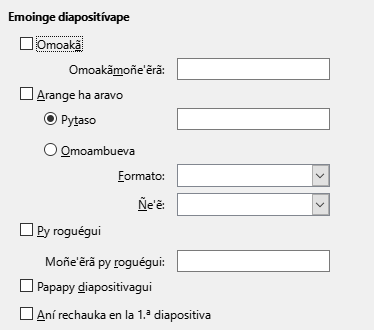 Emoinge diapositívape
Omoakã
Omoakãmoñe'ẽrã:
Arange ha aravo
Pytaso
Omoambueva
Formato:
Ñe'ẽ:
Py roguégui
Moñe'ẽrã py roguégui:
Papapy diapositivagui
Aní rechauka en la 1.ª diapositiva